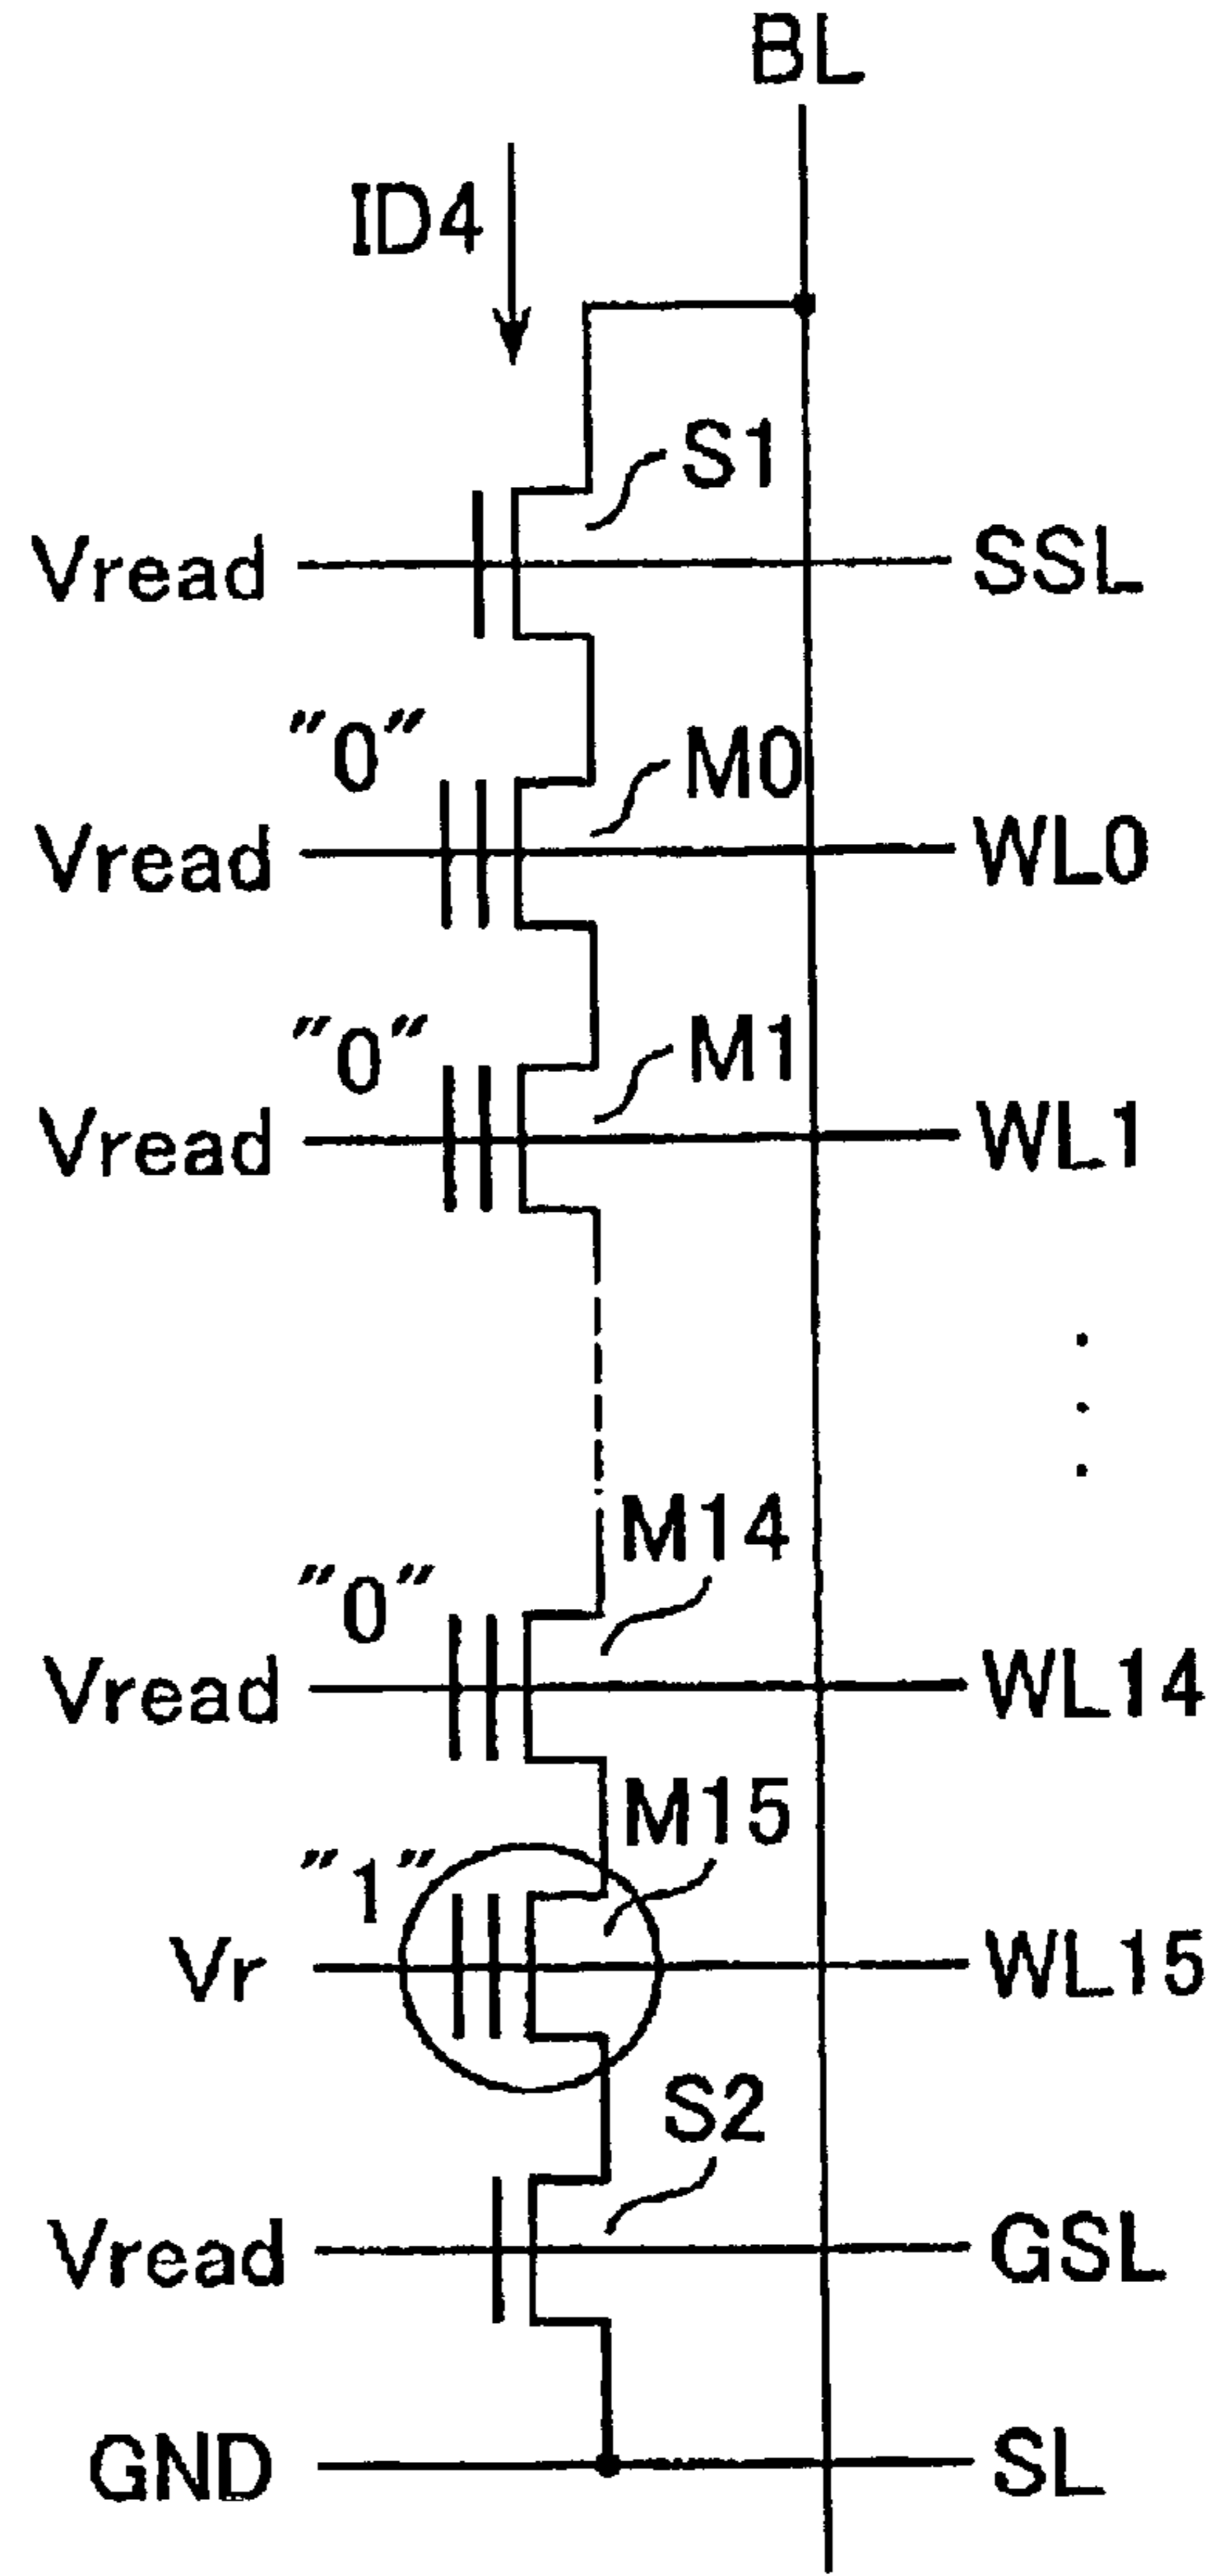 BL
ID4
S1
Vread SSL
"0" M0
Vread WL0
"0" M1
Vread WL1
"0" M14
Vread WL14
"1" M15
Vr WL15
S2
Vread GSL
GND SL